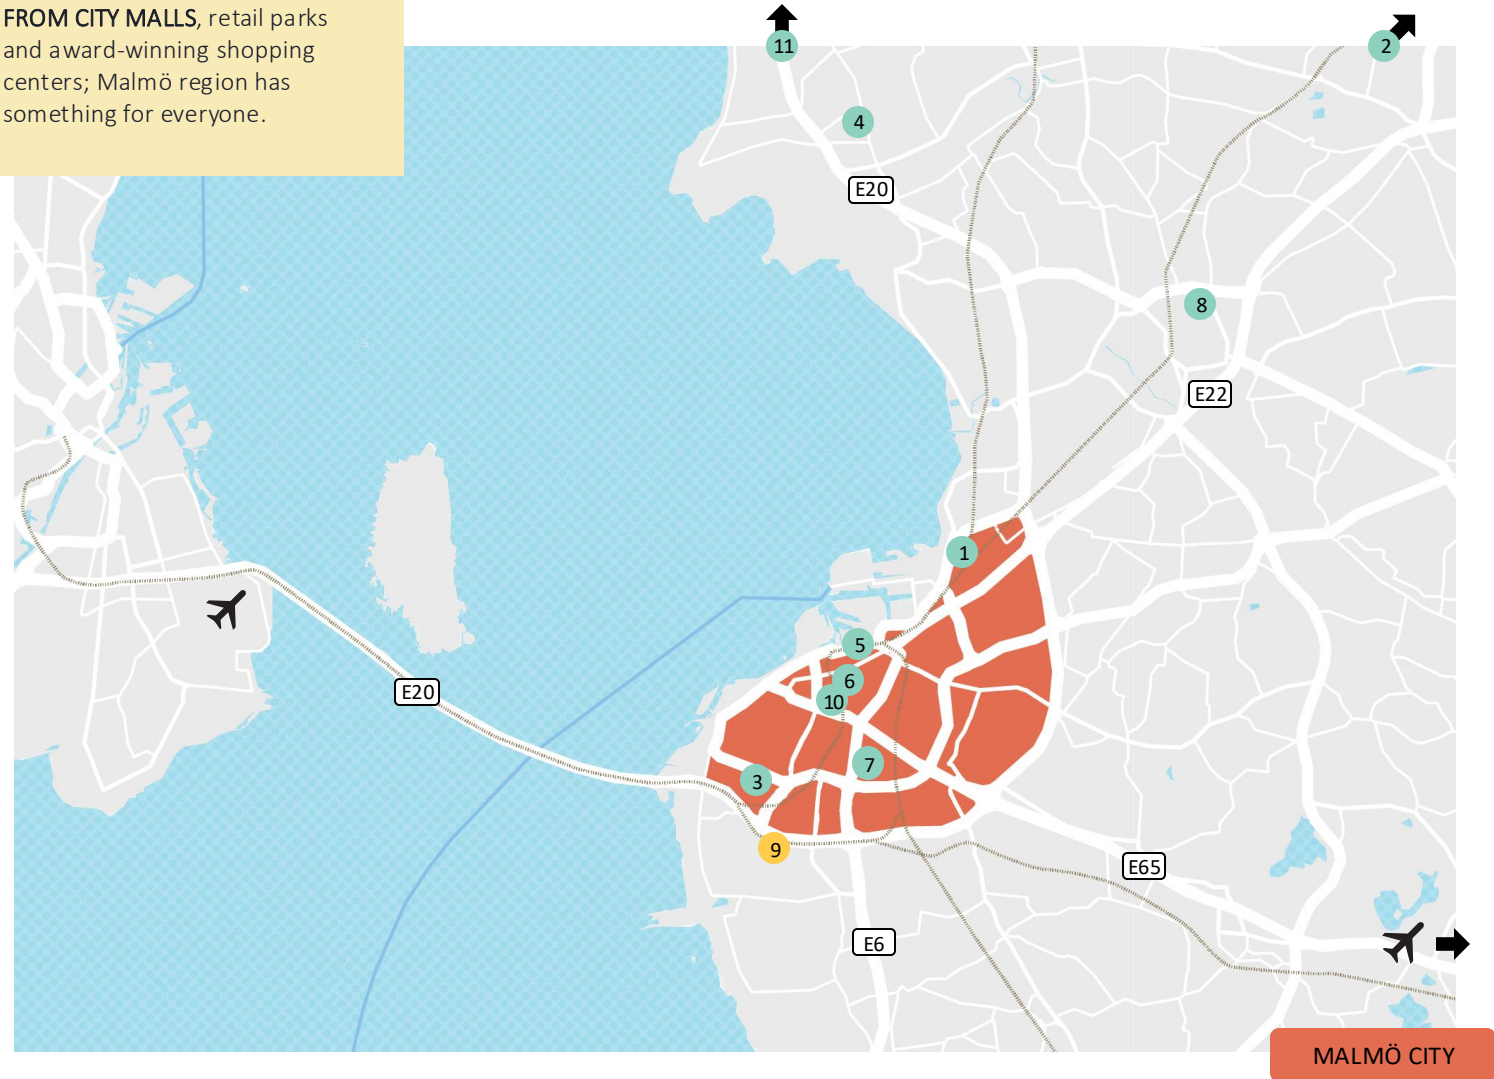 FROM CITY MALLS, retail parks
and award-winning shopping
centers; Malmö region has
something for everyone.
11
2
4
E20
8
E22
1
5
6
E20
10
7
3
9
E65
E6
MALMÖ CITY